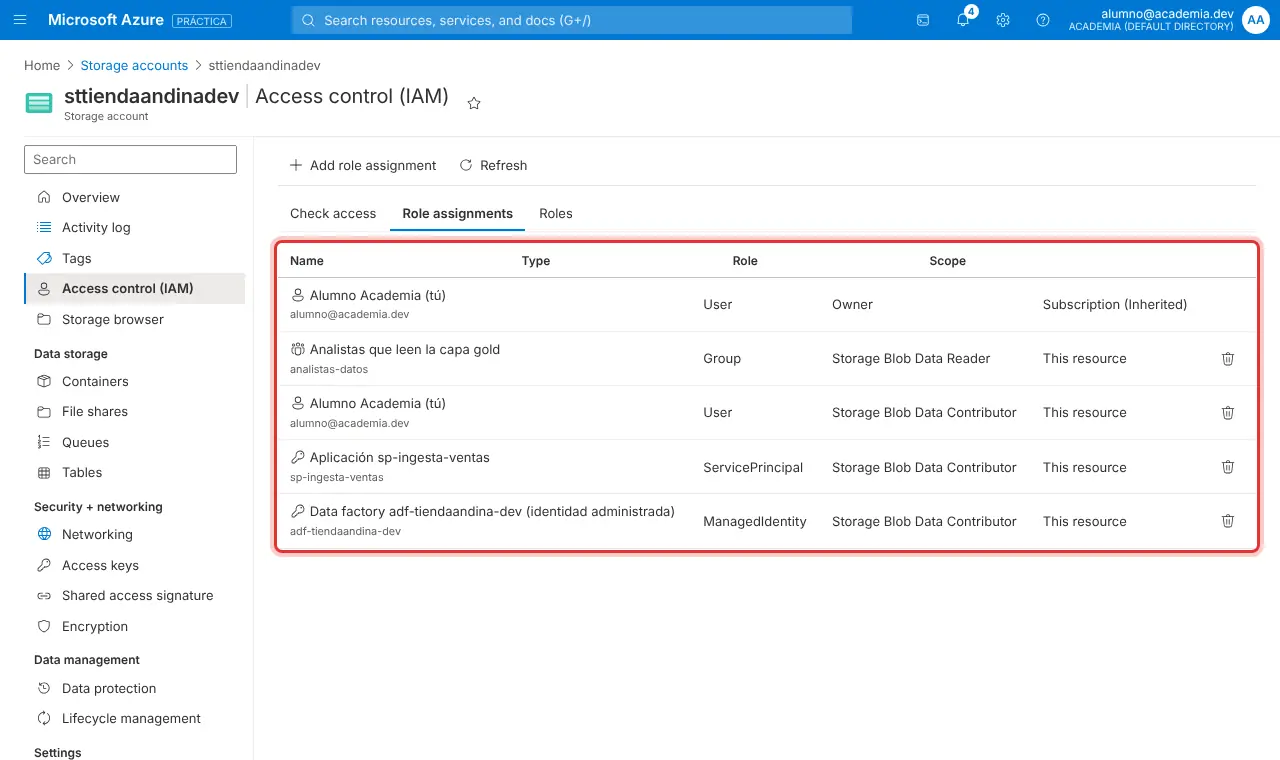 Microsoft Azure PRÁCTICA
Search resources, services, and docs (G+/)
4
alumno@academia.dev
ACADEMIA (DEFAULT DIRECTORY)
AA
Home > Storage accounts > sttiendaandinadev
sttiendaandinadev | Access control (IAM)
Storage account
Search
Overview
Activity log
Tags
Access control (IAM)
Storage browser
Data storage
Containers
File shares
Queues
Tables
Security + networking
Networking
Access keys
Shared access signature
Encryption
Data management
Data protection
Lifecycle management
Settings
Add role assignment Refresh
Check access Role assignments Roles
Name Type Role Scope
Alumno Academia (tú)
alumno@academia.dev
User Owner Subscription (Inherited)
Analistas que leen la capa gold
analistas-datos
Group Storage Blob Data Reader This resource
Alumno Academia (tú)
alumno@academia.dev
User Storage Blob Data Contributor This resource
Aplicación sp-ingesta-ventas
sp-ingesta-ventas
ServicePrincipal Storage Blob Data Contributor This resource
Data factory adf-tiendaandina-dev (identidad administrada)
adf-tiendaandina-dev
ManagedIdentity Storage Blob Data Contributor This resource